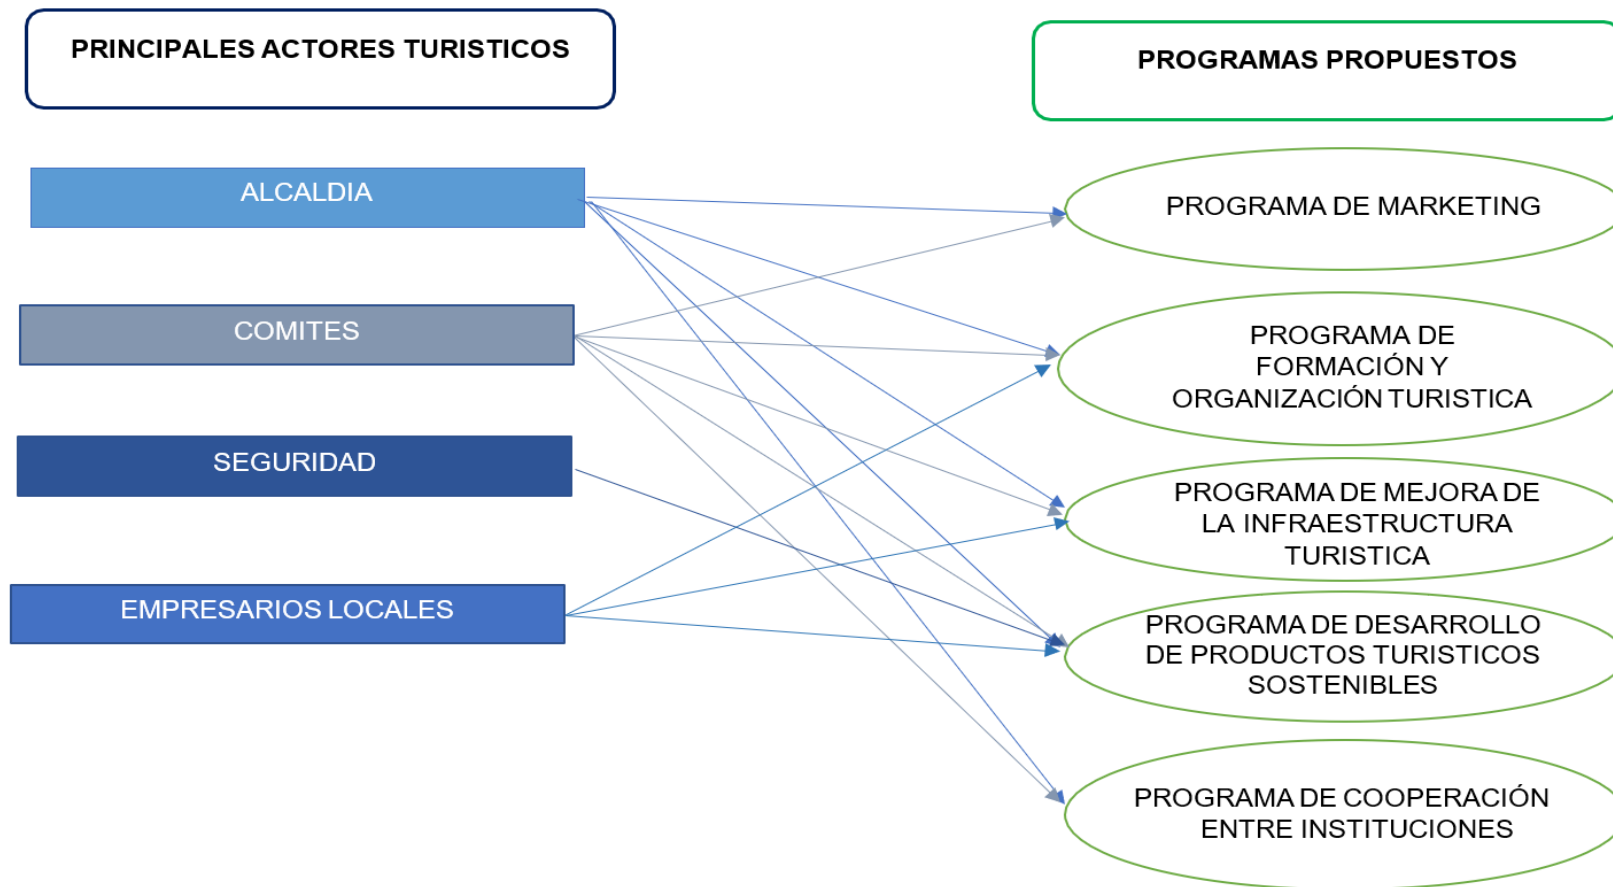 PRINCIPALES ACTORES TURISTICOS
PROGRAMAS PROPUESTOS
ALCALDIA
COMITES
SEGURIDAD
EMPRESARIOS LOCALES
PROGRAMA DE MARKETING
PROGRAMA DE
FORMACIÓN Y
ORGANIZACIÓN TURISTICA
PROGRAMA DE MEJORA DE
LA INFRAESTRUCTURA
TURISTICA
PROGRAMA DE DESARROLLO
DE PRODUCTOS TURISTICOS
SOSTENIBLES
PROGRAMA DE COOPERACIÓN
ENTRE INSTITUCIONES